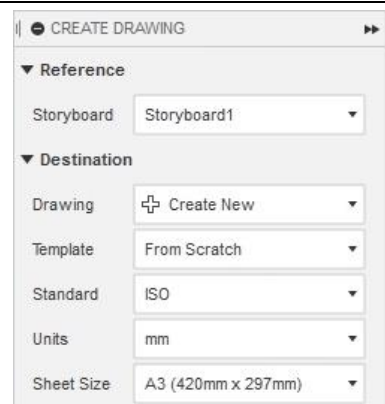 CREATE DRAWING
Reference
Storyboard Storyboard1
Destination
Drawing Create New
Template From Scratch
Standard ISO
Units mm
Sheet Size A3 (420mm x 297mm)